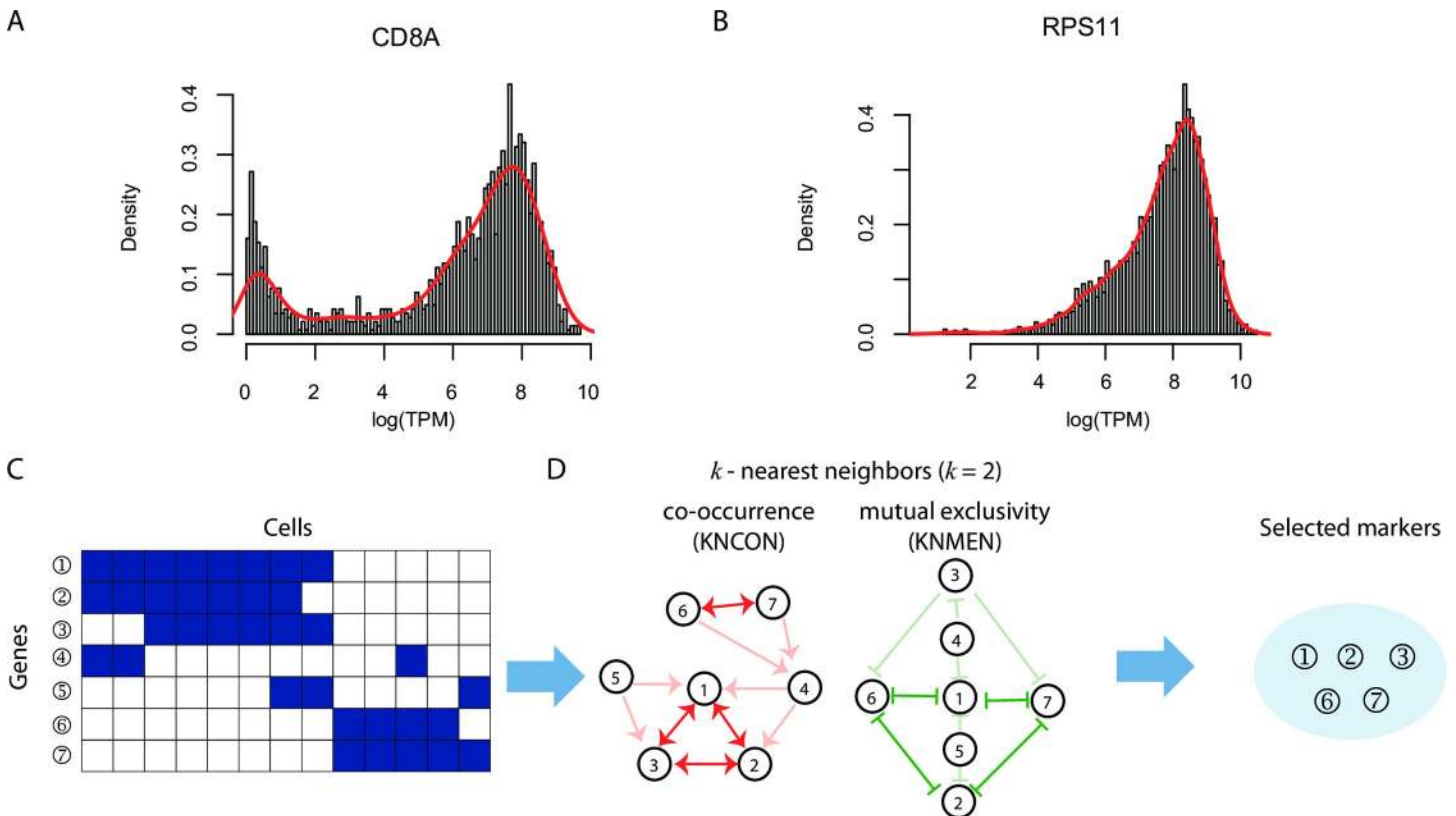 A
CD8A
Density
0.0
0.1
0.2
0.3
0.4
0 2 4 6 8 10
log(TPM)
B
RPS11
Density
0.0
0.2
0.4
2 4 6 8 10
log(TPM)
C
Cells
Genes
①
②
③
④
⑤
⑥
⑦
D
k - nearest neighbors (k = 2)
co-occurrence
(KNCON)
6 7
5 1 4
3 2
mutual exclusivity
(KNMEN)
3
4
6 1 7
5
2
Selected markers
① ② ③
⑥ ⑦